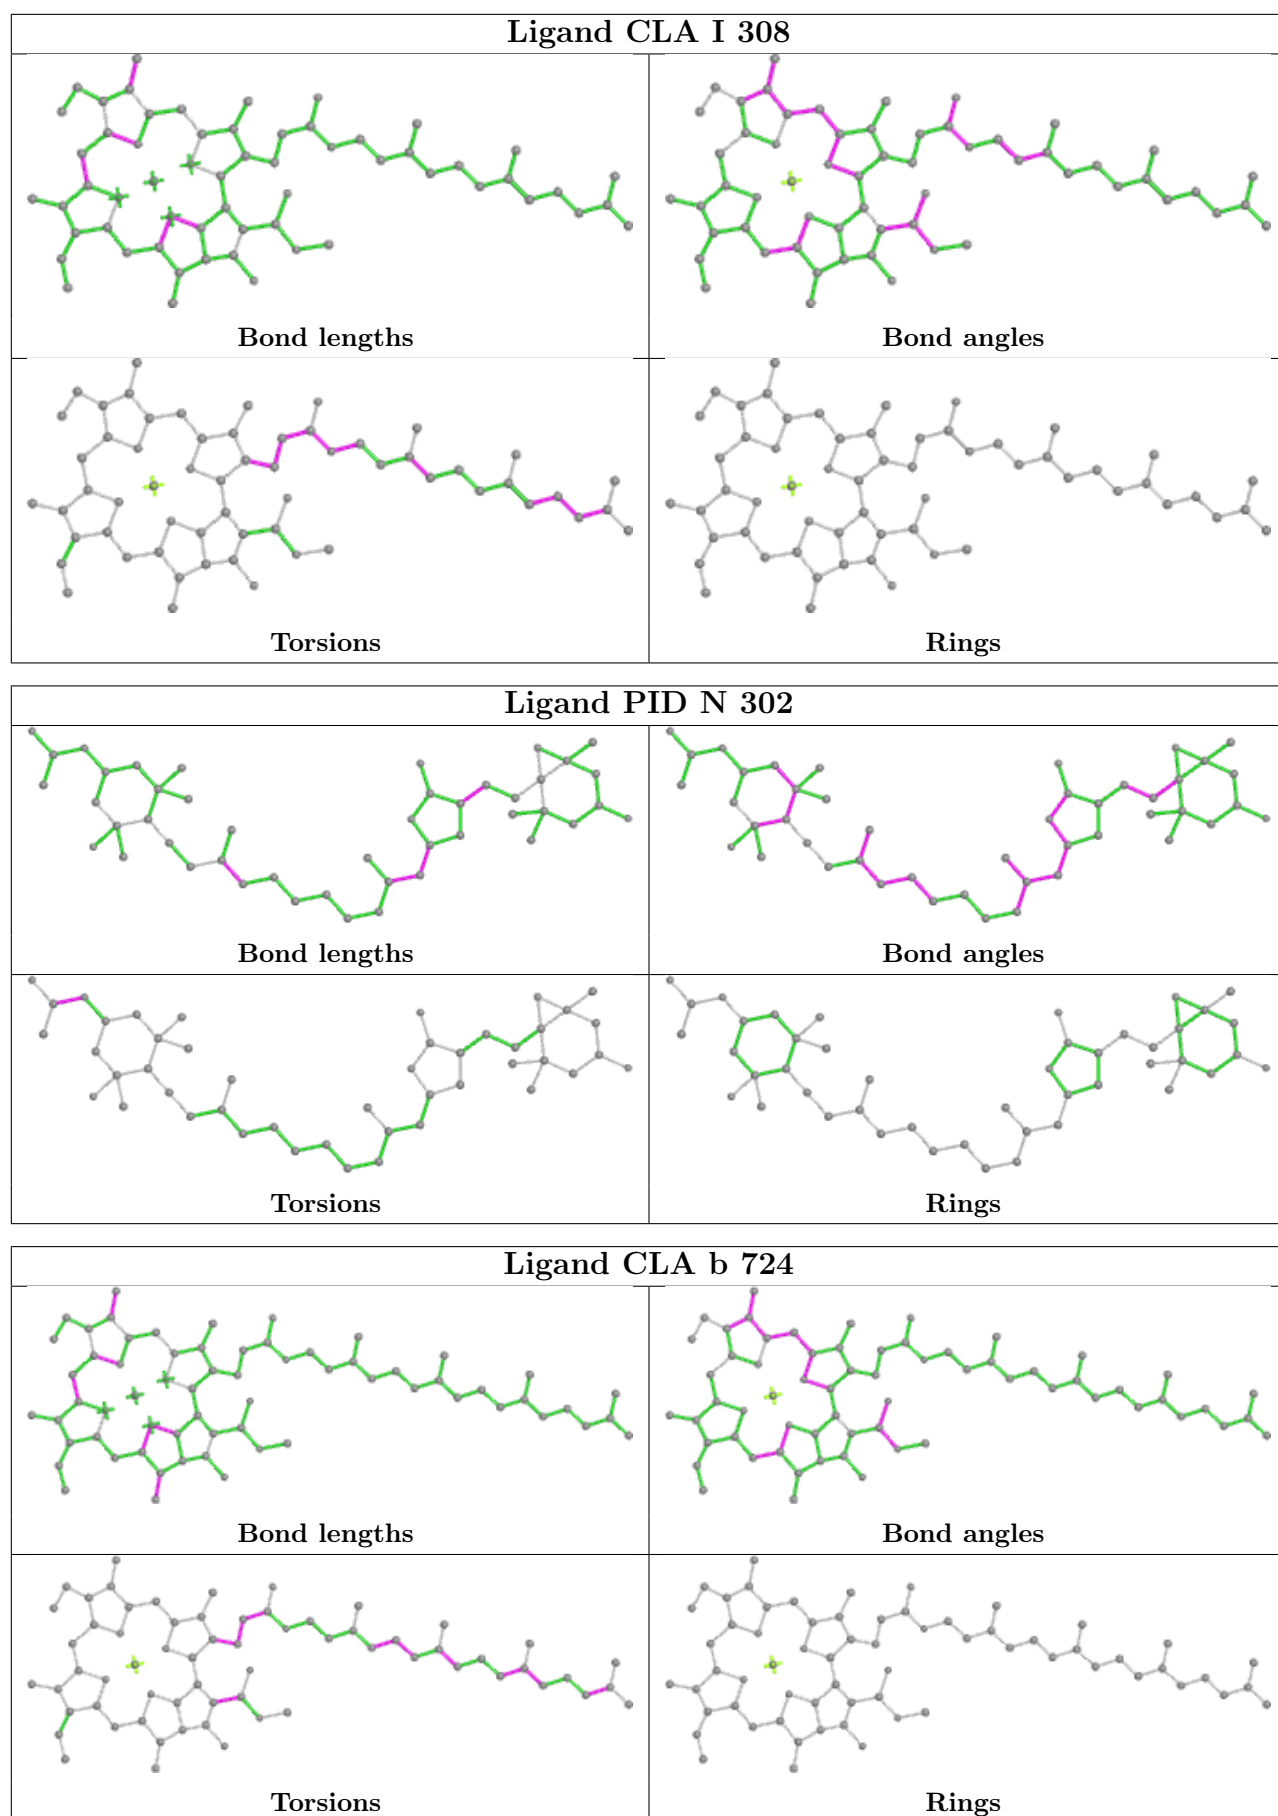 Ligand CLA I 308
Bond lengths
Bond angles
Torsions
Rings
Ligand PID N 302
Bond lengths
Bond angles
Torsions
Rings
Ligand CLA b 724
Bond lengths
Bond angles
Torsions
Rings